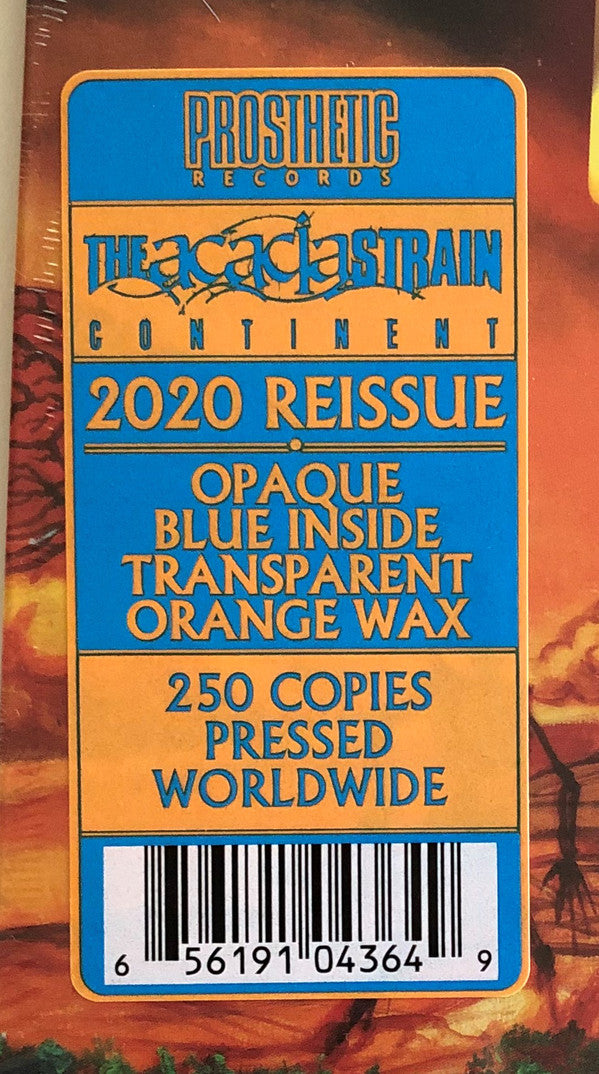 PROSTHETIC
RECORDS
THE acacia STRAIN
CONTINENT
2020 REISSUE
OPAQUE
BLUE INSIDE
TRANSPARENT
ORANGE WAX
250 COPIES
PRESSED
WORLDWIDE
6 56191 04364 9